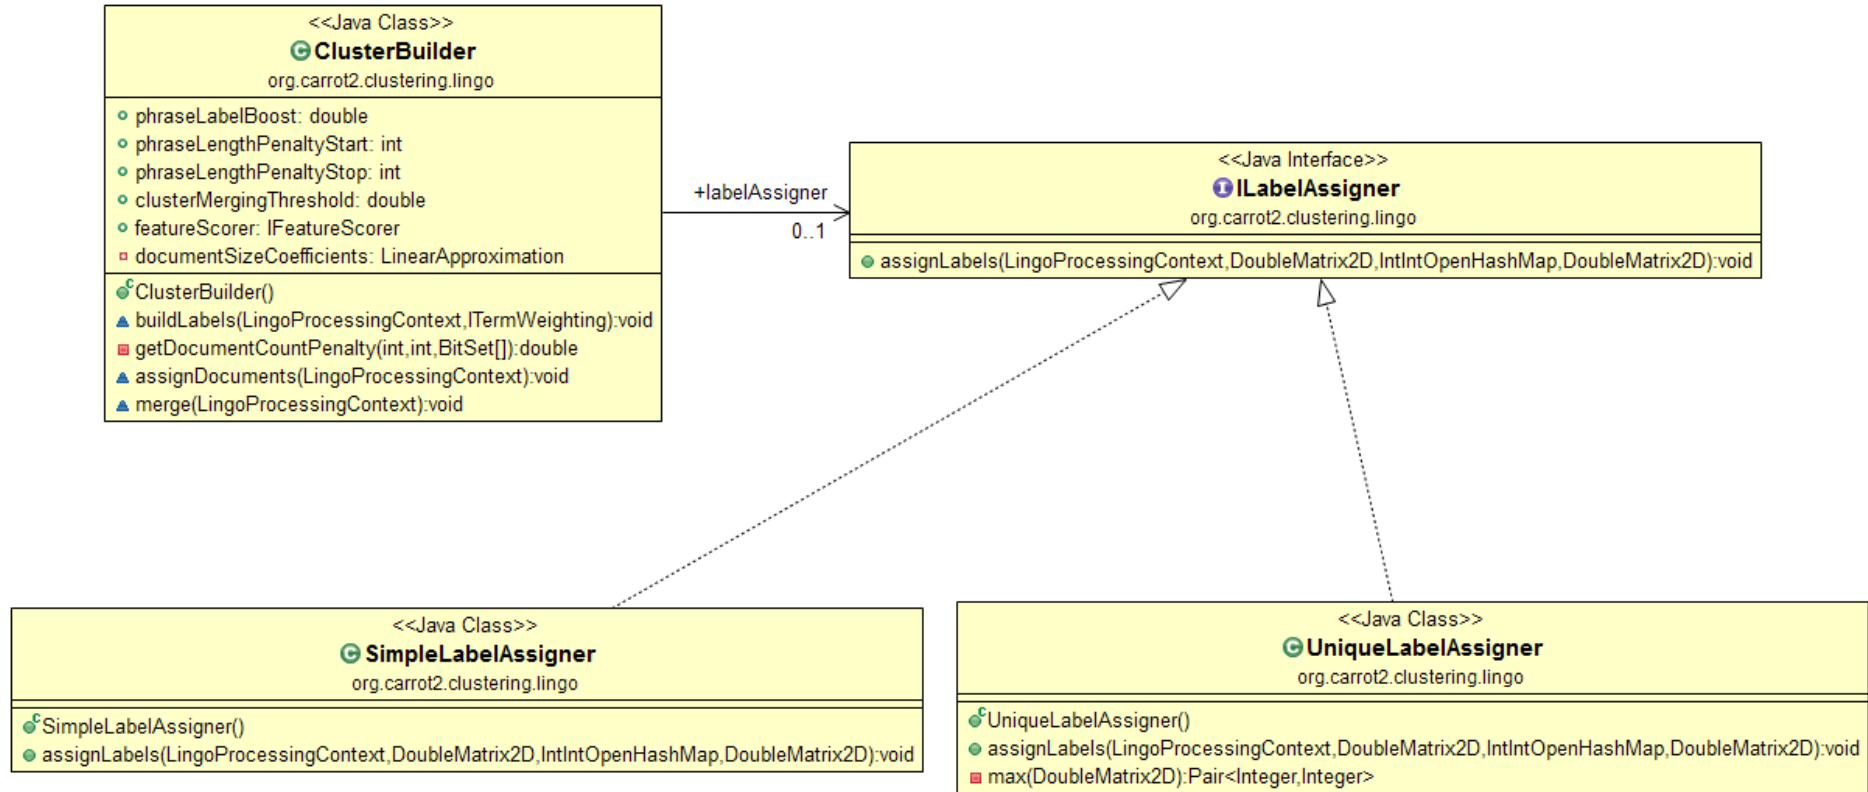 <<Java Class>>
ClusterBuilder
org.carrot2.clustering.lingo
phraseLabelBoost: double
phraseLengthPenaltyStart: int
phraseLengthPenaltyStop: int
clusterMergingThreshold: double
featureScorer: IFeatureScorer
documentSizeCoefficients: LinearApproximation
ClusterBuilder()
buildLabels(LingoProcessingContext,ITermWeighting):void
getDocumentCountPenalty(int,int,BitSet[]):double
assignDocuments(LingoProcessingContext):void
merge(LingoProcessingContext):void
+labelAssigner
0..1
<<Java Interface>>
ILabelAssigner
org.carrot2.clustering.lingo
assignLabels(LingoProcessingContext,DoubleMatrix2D,IntIntOpenHashMap,DoubleMatrix2D):void
<<Java Class>>
SimpleLabelAssigner
org.carrot2.clustering.lingo
SimpleLabelAssigner()
assignLabels(LingoProcessingContext,DoubleMatrix2D,IntIntOpenHashMap,DoubleMatrix2D):void
<<Java Class>>
UniqueLabelAssigner
org.carrot2.clustering.lingo
UniqueLabelAssigner()
assignLabels(LingoProcessingContext,DoubleMatrix2D,IntIntOpenHashMap,DoubleMatrix2D):void
max(DoubleMatrix2D):Pair<Integer,Integer>